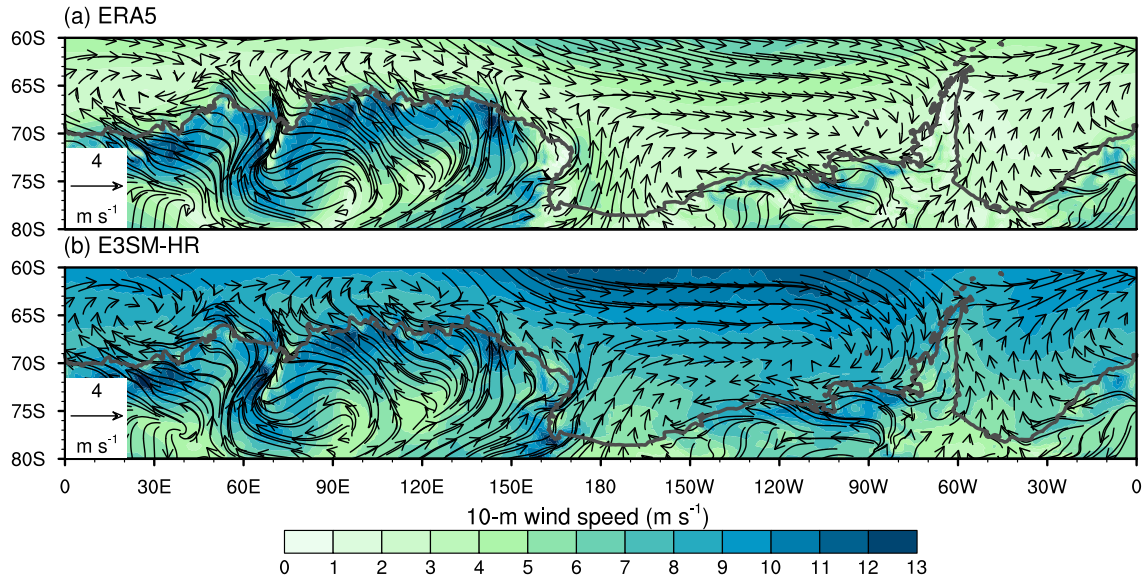 (a) ERA5
60S
65S
70S
75S
80S
4
m s⁻¹
(b) E3SM-HR
60S
65S
70S
75S
80S
4
m s⁻¹
0 30E 60E 90E 120E 150E 180 150W 120W 90W 60W 30W 0
10-m wind speed (m s⁻¹)
0 1 2 3 4 5 6 7 8 9 10 11 12 13